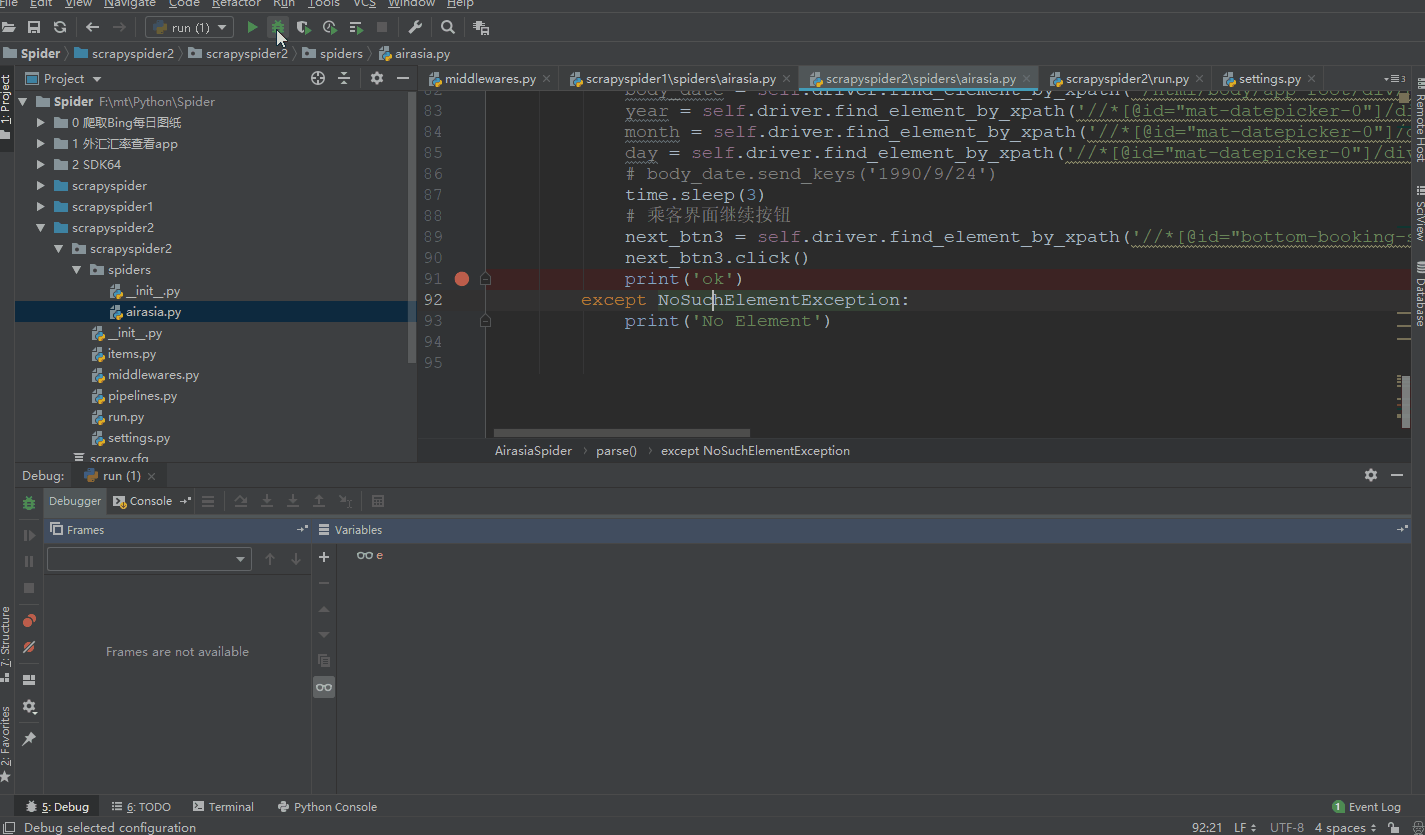 File Edit View Navigate Code Refactor Run Tools VCS Window Help
run (1)
Spider scrapyspider2 scrapyspider2 spiders airasia.py
Project
middlewares.py scrapyspider1\spiders\airasia.py scrapyspider2\spiders\airasia.py scrapyspider2\run.py settings.py 3
1: Project
Remote Host
SciView
Database
Spider F:\mt\Python\Spider
0 爬取Bing每日图纸
1 外汇汇率查看app
2 SDK64
scrapyspider
scrapyspider1
scrapyspider2
scrapyspider2
spiders
__init__.py
airasia.py
__init__.py
items.py
middlewares.py
pipelines.py
run.py
settings.py
scrapy.cfg
body_date = self.driver.find_element_by_xpath('/html/body/app-root/div/
83 year = self.driver.find_element_by_xpath('//*[@id="mat-datepicker-0"]/di
84 month = self.driver.find_element_by_xpath('//*[@id="mat-datepicker-0"]/d
85 day = self.driver.find_element_by_xpath('//*[@id="mat-datepicker-0"]/div
86 # body_date.send_keys('1990/9/24')
87 time.sleep(3)
88 # 乘客界面继续按钮
89 next_btn3 = self.driver.find_element_by_xpath('//*[@id="bottom-booking-s
90 next_btn3.click()
91 print('ok')
92 except NoSuchElementException:
93 print('No Element')
94
95
AirasiaSpider parse() except NoSuchElementException
Debug: run (1)
Debugger Console
Frames Variables
e
Frames are not available
7: Structure
2: Favorites
5: Debug 6: TODO Terminal Python Console 1 Event Log
Debug selected configuration 92:21 LF UTF-8 4 spaces